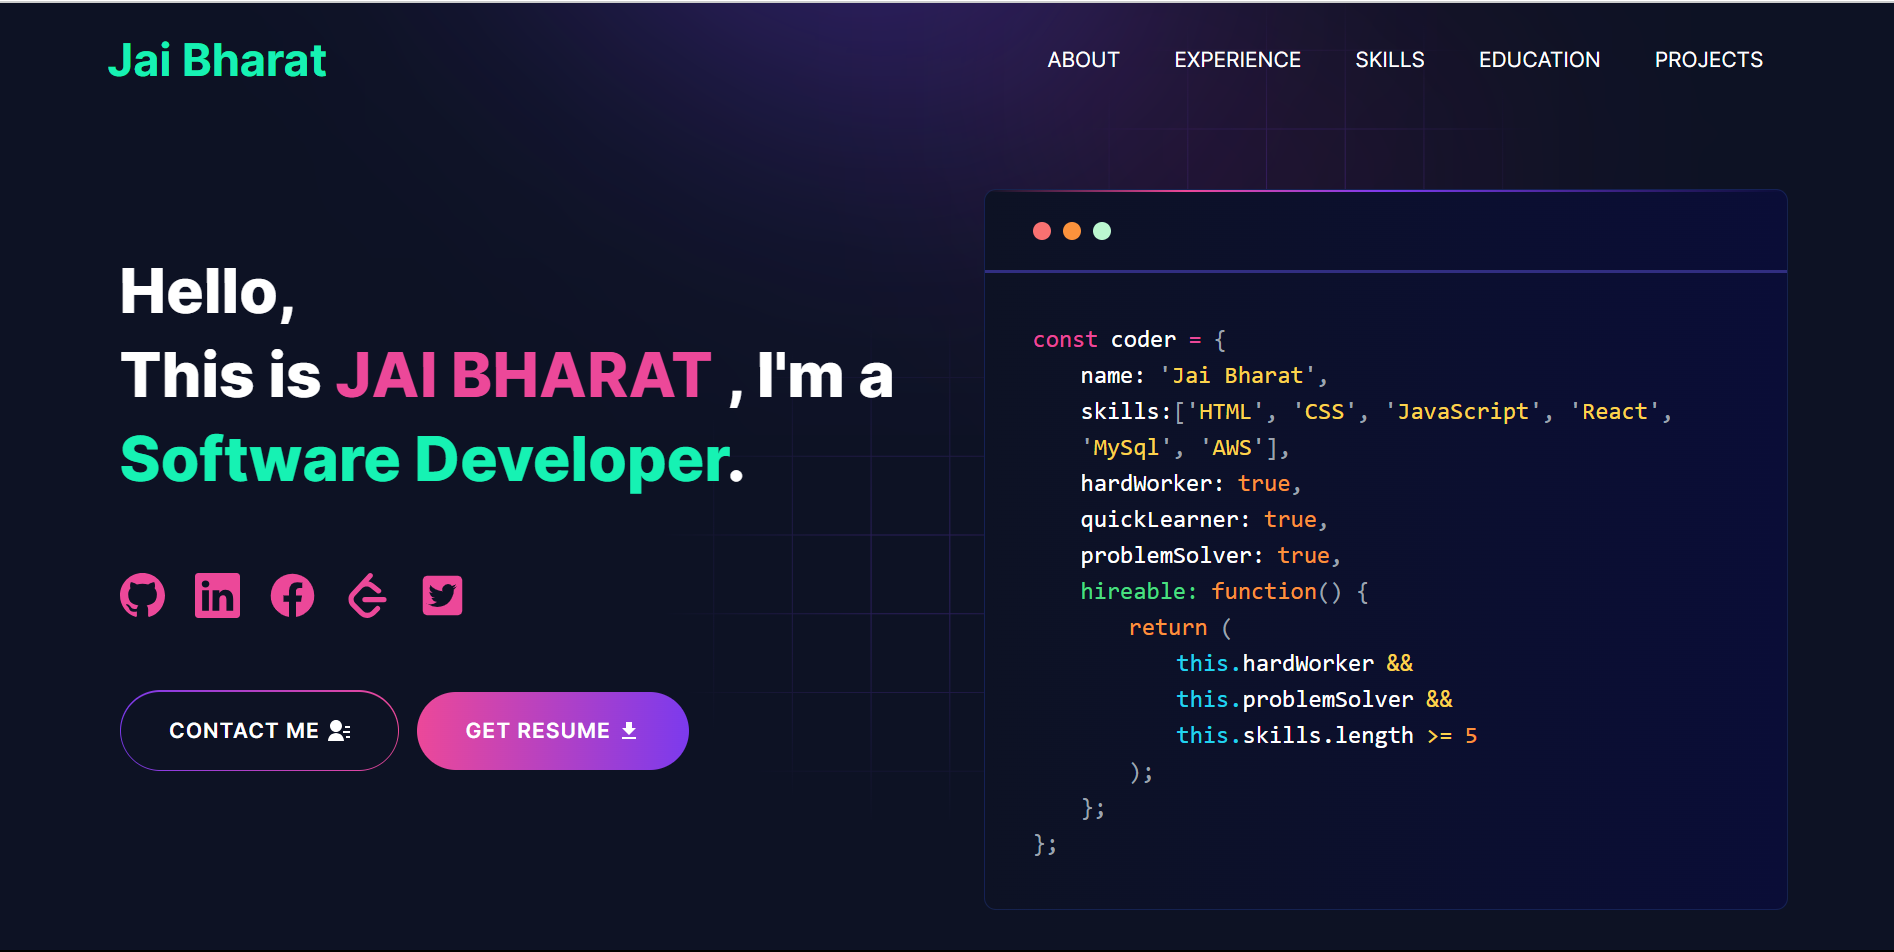 Jai Bharat
ABOUT EXPERIENCE SKILLS EDUCATION PROJECTS
Hello,
This is JAI BHARAT , I'm a
Software Developer.
CONTACT ME
GET RESUME
const coder = {
name: 'Jai Bharat',
skills:['HTML', 'CSS', 'JavaScript', 'React',
'MySql', 'AWS'],
hardWorker: true,
quickLearner: true,
problemSolver: true,
hireable: function() {
return (
this.hardWorker &&
this.problemSolver &&
this.skills.length >= 5
);
};
};